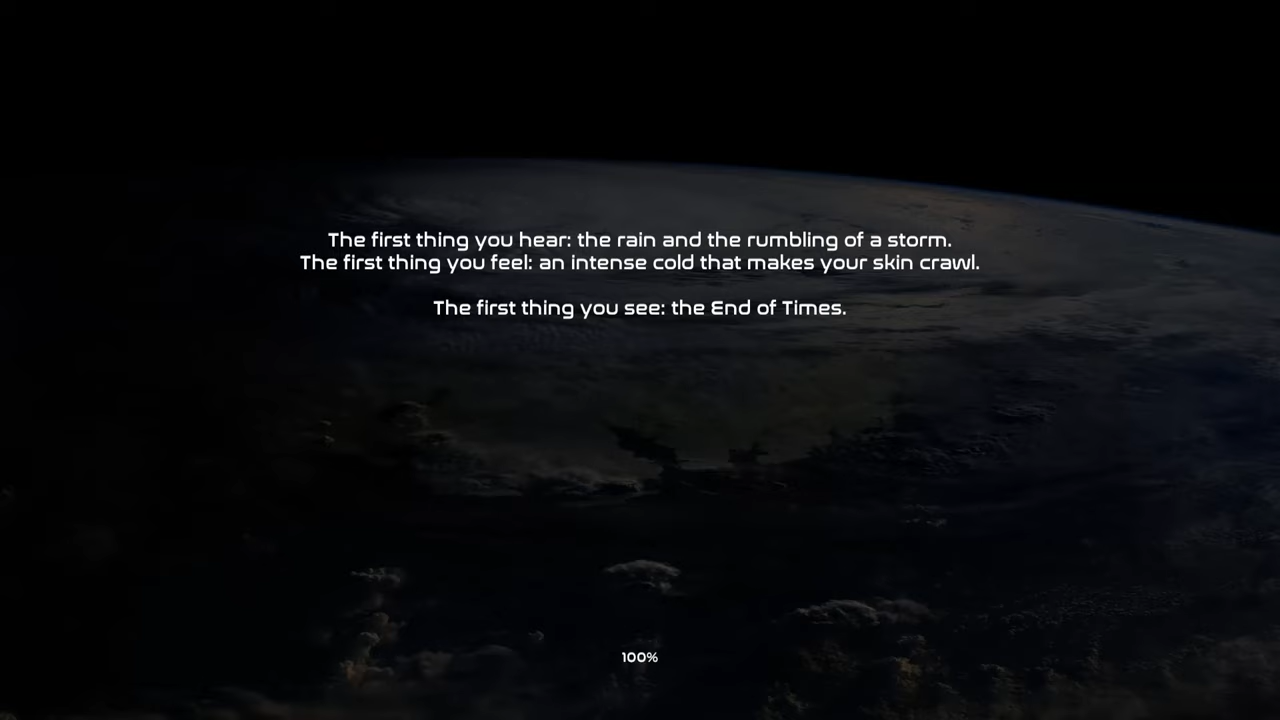 The first thing you hear: the rain and the rumbling of a storm.
The first thing you feel: an intense cold that makes your skin crawl.
The first thing you see: the End of Times.
100%